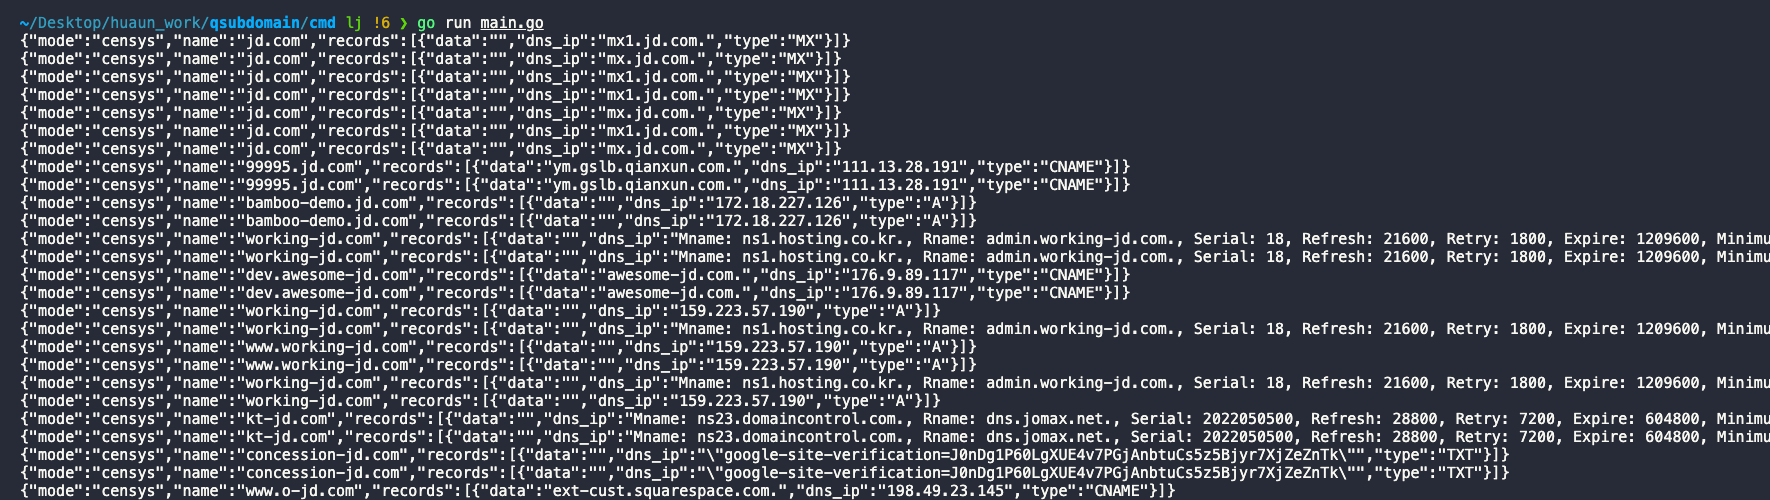 ~/Desktop/huaun_work/qsubdomain/cmd lj !6 ❯ go run main.go
{"mode":"censys","name":"jd.com","records":[{"data":"","dns_ip":"mx1.jd.com.","type":"MX"}]}
{"mode":"censys","name":"jd.com","records":[{"data":"","dns_ip":"mx.jd.com.","type":"MX"}]}
{"mode":"censys","name":"jd.com","records":[{"data":"","dns_ip":"mx1.jd.com.","type":"MX"}]}
{"mode":"censys","name":"jd.com","records":[{"data":"","dns_ip":"mx1.jd.com.","type":"MX"}]}
{"mode":"censys","name":"jd.com","records":[{"data":"","dns_ip":"mx.jd.com.","type":"MX"}]}
{"mode":"censys","name":"jd.com","records":[{"data":"","dns_ip":"mx1.jd.com.","type":"MX"}]}
{"mode":"censys","name":"jd.com","records":[{"data":"","dns_ip":"mx.jd.com.","type":"MX"}]}
{"mode":"censys","name":"99995.jd.com","records":[{"data":"ym.gslb.qianxun.com.","dns_ip":"111.13.28.191","type":"CNAME"}]}
{"mode":"censys","name":"99995.jd.com","records":[{"data":"ym.gslb.qianxun.com.","dns_ip":"111.13.28.191","type":"CNAME"}]}
{"mode":"censys","name":"bamboo-demo.jd.com","records":[{"data":"","dns_ip":"172.18.227.126","type":"A"}]}
{"mode":"censys","name":"bamboo-demo.jd.com","records":[{"data":"","dns_ip":"172.18.227.126","type":"A"}]}
{"mode":"censys","name":"working-jd.com","records":[{"data":"","dns_ip":"Mname: ns1.hosting.co.kr., Rname: admin.working-jd.com., Serial: 18, Refresh: 21600, Retry: 1800, Expire: 1209600, Minimu
{"mode":"censys","name":"working-jd.com","records":[{"data":"","dns_ip":"Mname: ns1.hosting.co.kr., Rname: admin.working-jd.com., Serial: 18, Refresh: 21600, Retry: 1800, Expire: 1209600, Minimu
{"mode":"censys","name":"dev.awesome-jd.com","records":[{"data":"awesome-jd.com.","dns_ip":"176.9.89.117","type":"CNAME"}]}
{"mode":"censys","name":"dev.awesome-jd.com","records":[{"data":"awesome-jd.com.","dns_ip":"176.9.89.117","type":"CNAME"}]}
{"mode":"censys","name":"working-jd.com","records":[{"data":"","dns_ip":"159.223.57.190","type":"A"}]}
{"mode":"censys","name":"working-jd.com","records":[{"data":"","dns_ip":"Mname: ns1.hosting.co.kr., Rname: admin.working-jd.com., Serial: 18, Refresh: 21600, Retry: 1800, Expire: 1209600, Minimu
{"mode":"censys","name":"www.working-jd.com","records":[{"data":"","dns_ip":"159.223.57.190","type":"A"}]}
{"mode":"censys","name":"www.working-jd.com","records":[{"data":"","dns_ip":"159.223.57.190","type":"A"}]}
{"mode":"censys","name":"working-jd.com","records":[{"data":"","dns_ip":"Mname: ns1.hosting.co.kr., Rname: admin.working-jd.com., Serial: 18, Refresh: 21600, Retry: 1800, Expire: 1209600, Minimu
{"mode":"censys","name":"working-jd.com","records":[{"data":"","dns_ip":"159.223.57.190","type":"A"}]}
{"mode":"censys","name":"kt-jd.com","records":[{"data":"","dns_ip":"Mname: ns23.domaincontrol.com., Rname: dns.jomax.net., Serial: 2022050500, Refresh: 28800, Retry: 7200, Expire: 604800, Minimu
{"mode":"censys","name":"kt-jd.com","records":[{"data":"","dns_ip":"Mname: ns23.domaincontrol.com., Rname: dns.jomax.net., Serial: 2022050500, Refresh: 28800, Retry: 7200, Expire: 604800, Minimu
{"mode":"censys","name":"concession-jd.com","records":[{"data":"","dns_ip":"\"google-site-verification=J0nDg1P60LgXUE4v7PGjAnbtuCs5z5Bjyr7XjZeZnTk\"","type":"TXT"}]}
{"mode":"censys","name":"concession-jd.com","records":[{"data":"","dns_ip":"\"google-site-verification=J0nDg1P60LgXUE4v7PGjAnbtuCs5z5Bjyr7XjZeZnTk\"","type":"TXT"}]}
{"mode":"censys","name":"www.o-jd.com","records":[{"data":"ext-cust.squarespace.com.","dns_ip":"198.49.23.145","type":"CNAME"}]}